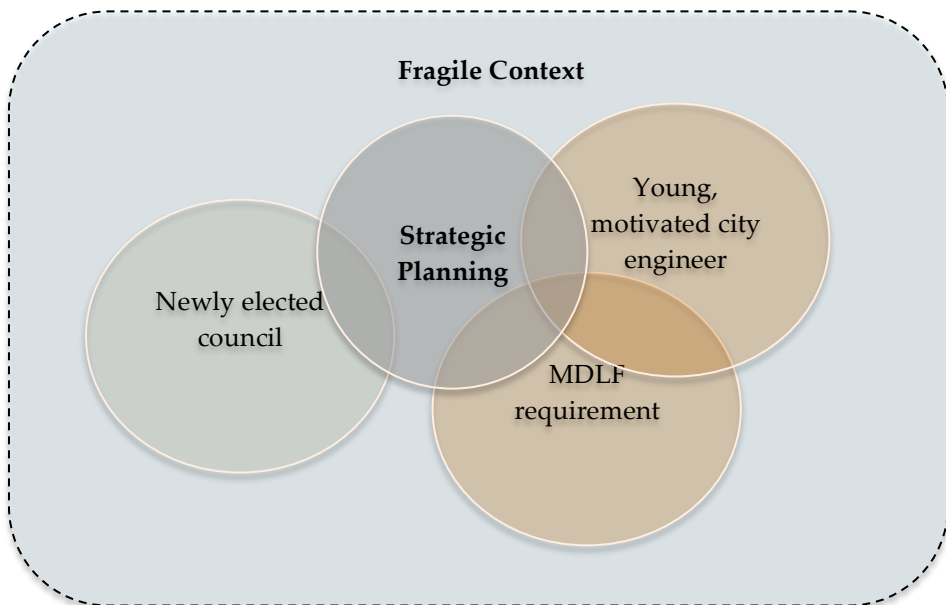 Fragile Context
Strategic
Planning
Young,
motivated city
engineer
Newly elected
council
MDLF
requirement